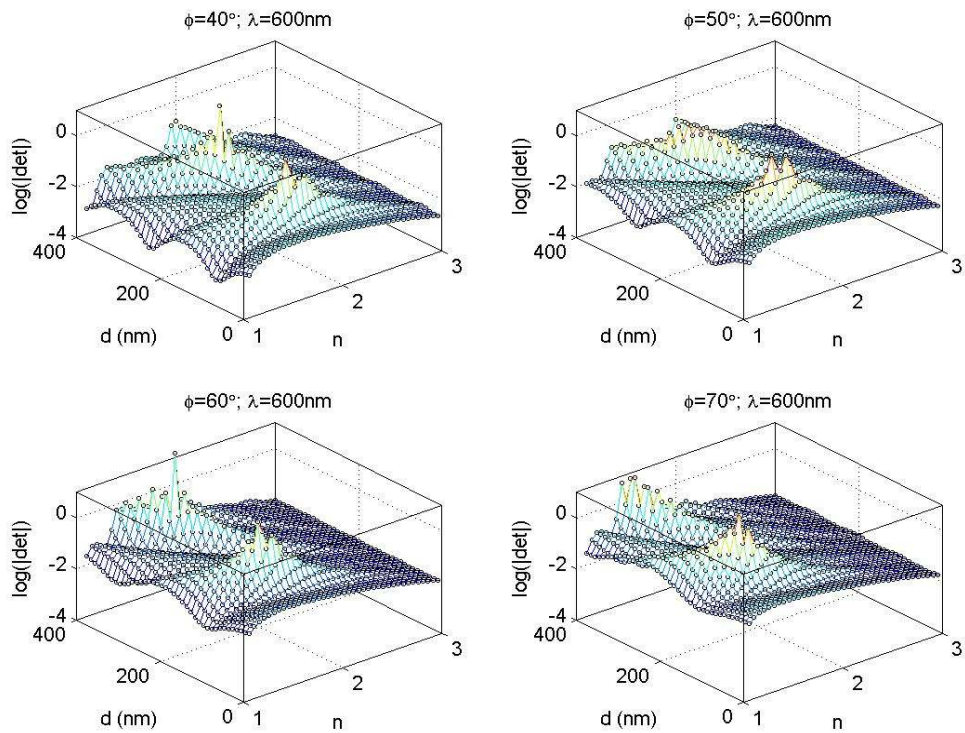 ϕ=40°; λ=600nm
0
-2
-4
log(|det|)
400
200
0
d (nm)
1
2
3
n
ϕ=50°; λ=600nm
0
-2
-4
log(|det|)
400
200
0
d (nm)
1
2
3
n
ϕ=60°; λ=600nm
0
-2
-4
log(|det|)
400
200
0
d (nm)
1
2
3
n
ϕ=70°; λ=600nm
0
-2
-4
log(|det|)
400
200
0
d (nm)
1
2
3
n